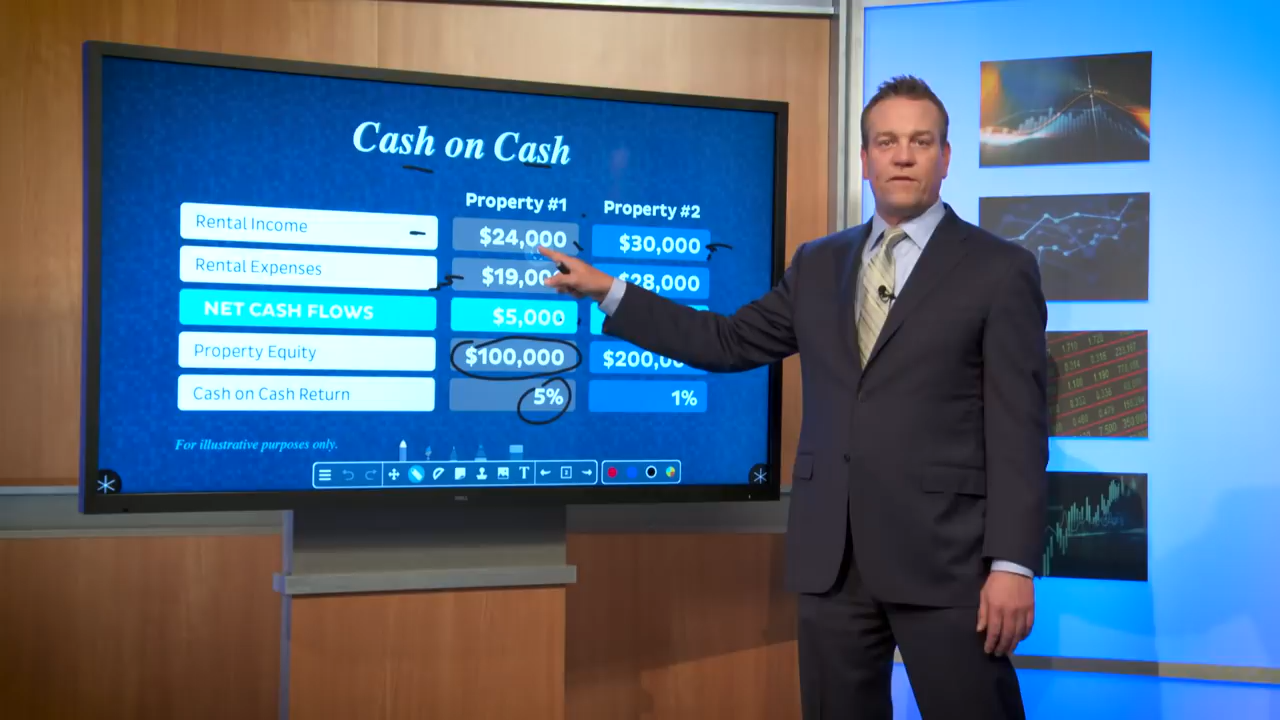 Cash on Cash
Property #1 Property #2
Rental Income $24,000 $30,000
Rental Expenses $28,000
NET CASH FLOWS $5,000
Property Equity $100,000
Cash on Cash Return 5% 1%
For illustrative purposes only.
T
DELL